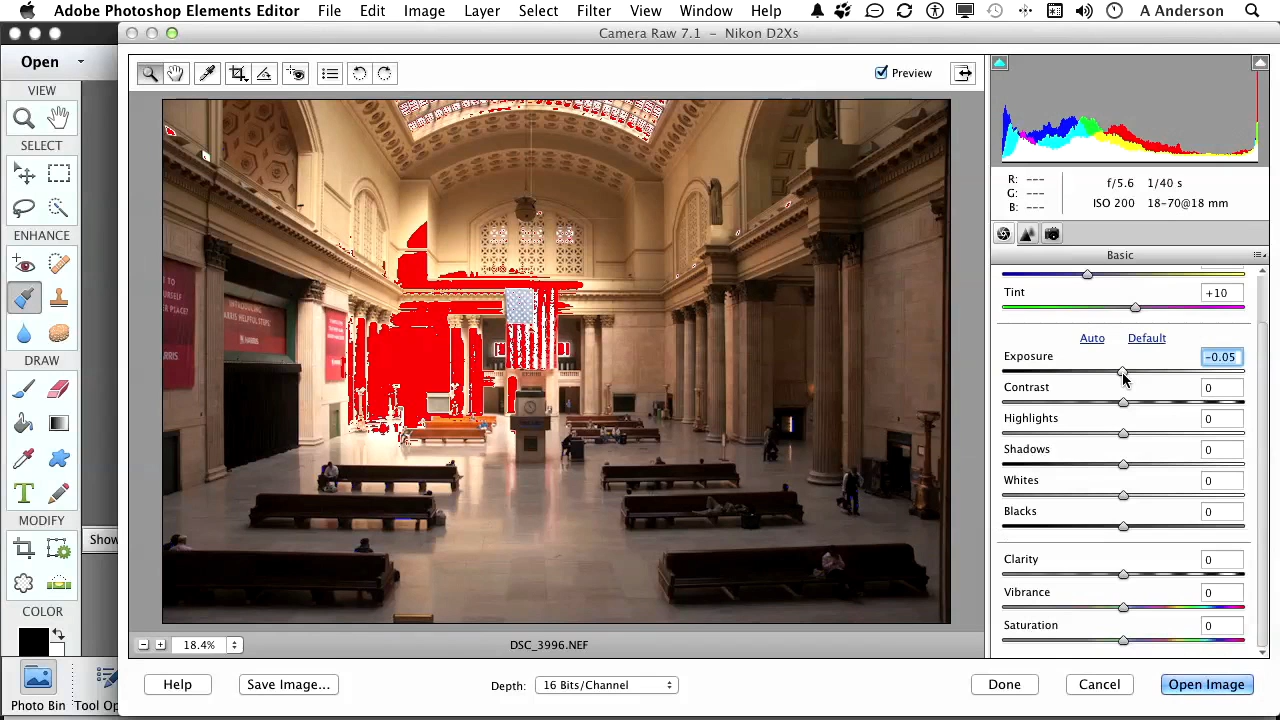 Adobe Photoshop Elements Editor File Edit Image Layer Select Filter View Window Help A Anderson
Camera Raw 7.1 – Nikon D2Xs
Open
VIEW
SELECT
ENHANCE
DRAW
MODIFY
COLOR
Photo Bin Tool Op
Show
Preview
R: ---
G: ---
B: ---
f/5.6 1/40 s
ISO 200 18-70@18 mm
Basic
Tint +10
Auto Default
Exposure -0.05
Contrast 0
Highlights 0
Shadows 0
Whites 0
Blacks 0
Clarity 0
Vibrance 0
Saturation 0
18.4% DSC_3996.NEF
Help Save Image... Depth: 16 Bits/Channel Done Cancel Open Image